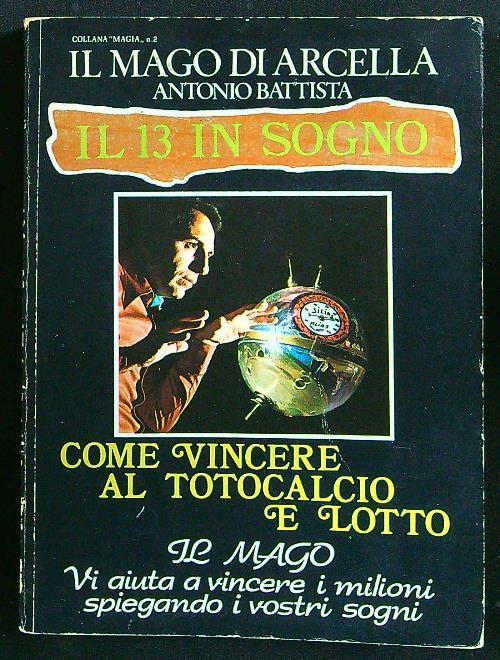 COLLANA "MAGIA„ n.2
IL MAGO DI ARCELLA
ANTONIO BATTISTA
IL 13 IN SOGNO
COME VINCERE
AL TOTOCALCIO
E LOTTO
IL MAGO
Vi aiuta a vincere i milioni
spiegando i vostri sogni